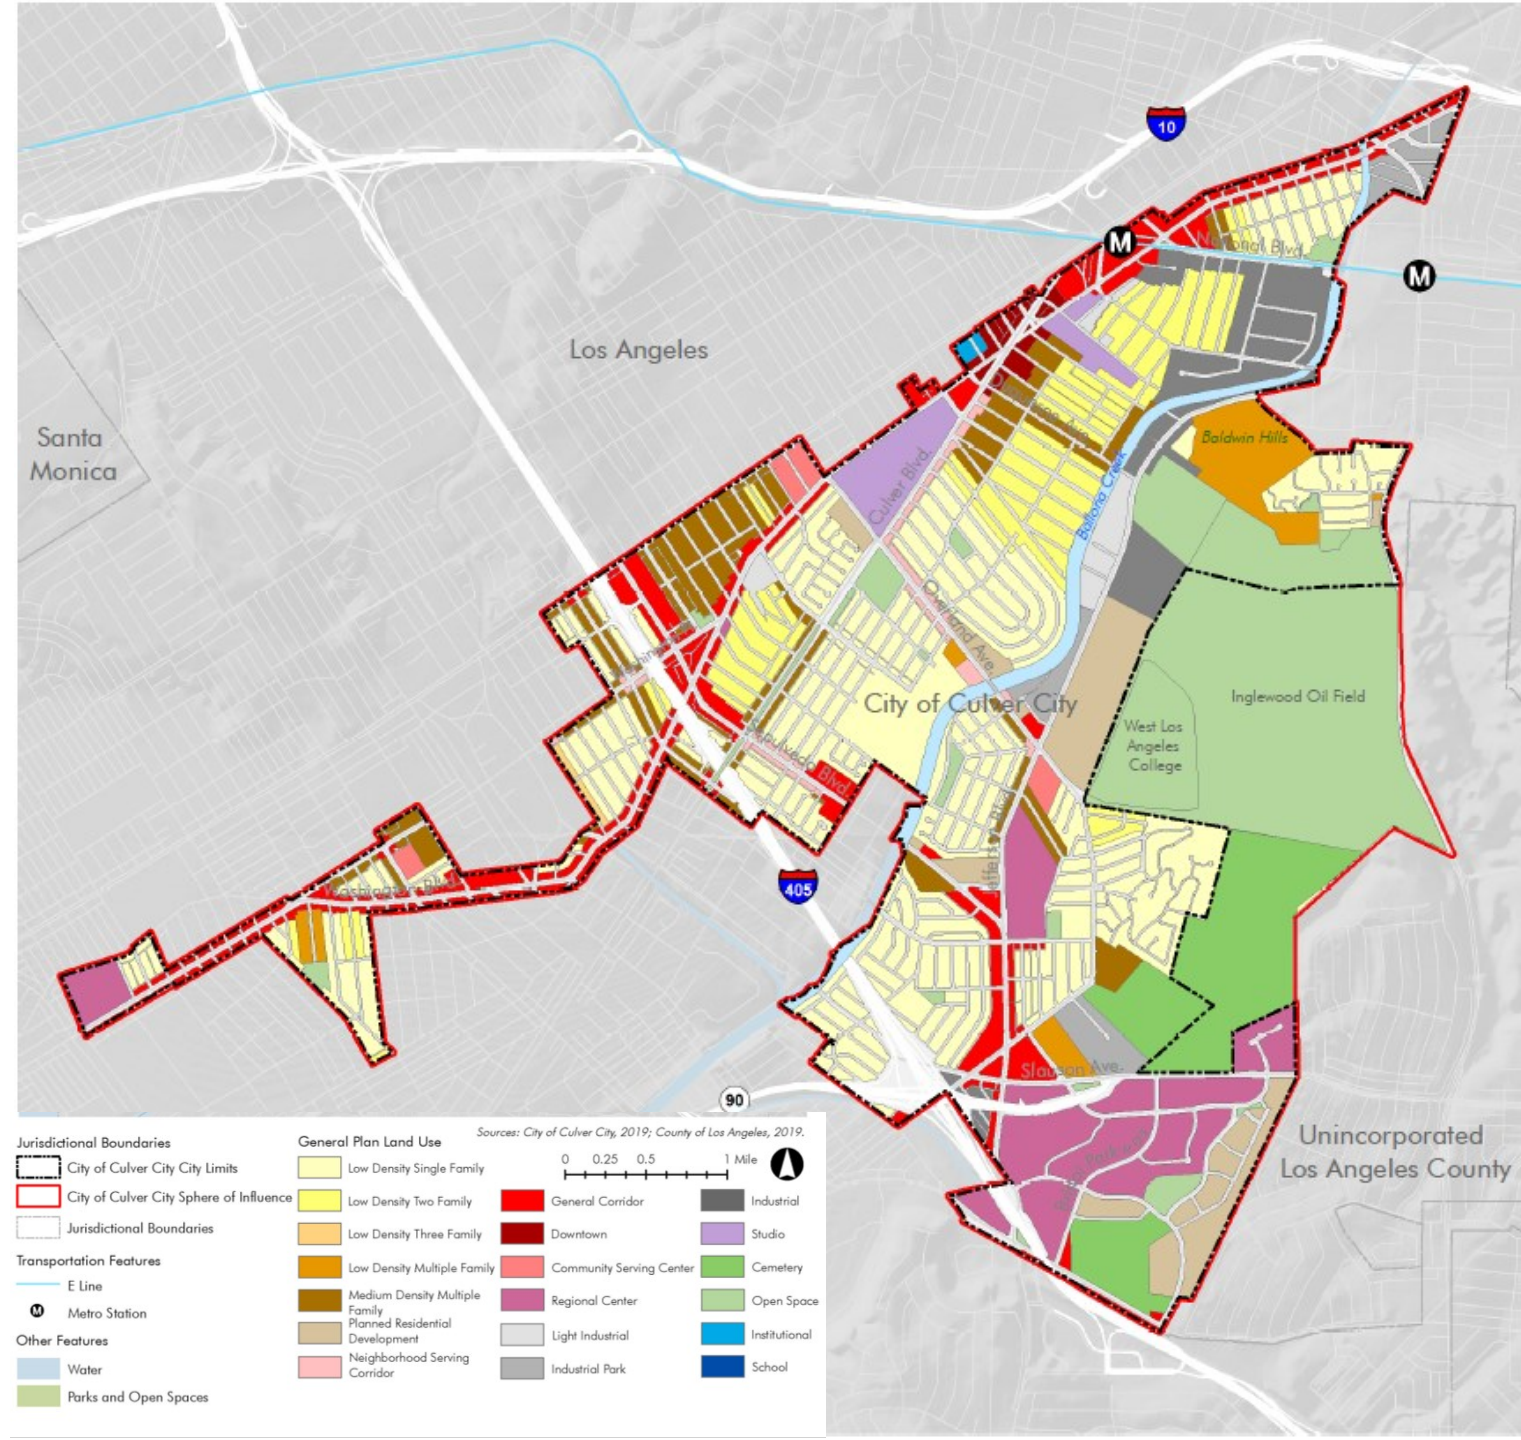 10
M
National Blvd.
M
Los Angeles
Santa
Monica
Duquesne Ave.
Baldwin Hills
Culver Blvd.
Ballona Creek
Overland Ave.
Washington
City of Culver City
Inglewood Oil Field
West Los
Angeles
College
Sepulveda Blvd.
Jefferson Blvd.
Washington Blvd.
405
Slauson Ave.
90
Unincorporated
Los Angeles County
Sources: City of Culver City, 2019; County of Los Angeles, 2019.
0 0.25 0.5 1 Mile
Jurisdictional Boundaries
City of Culver City City Limits
City of Culver City Sphere of Influence
Jurisdictional Boundaries
Transportation Features
E Line
M Metro Station
Other Features
Water
Parks and Open Spaces
General Plan Land Use
Low Density Single Family
Low Density Two Family
Low Density Three Family
Low Density Multiple Family
Medium Density Multiple
Family
Planned Residential
Development
Neighborhood Serving
Corridor
General Corridor
Downtown
Community Serving Center
Regional Center
Light Industrial
Industrial Park
Industrial
Studio
Cemetery
Open Space
Institutional
School